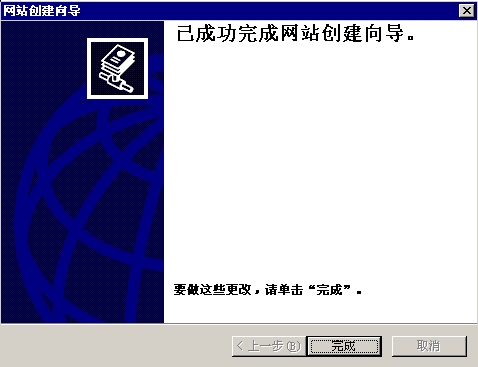 网站创建向导
已成功完成网站创建向导。
要做这些更改，请单击“完成”。
< 上一步(B)
完成
取消